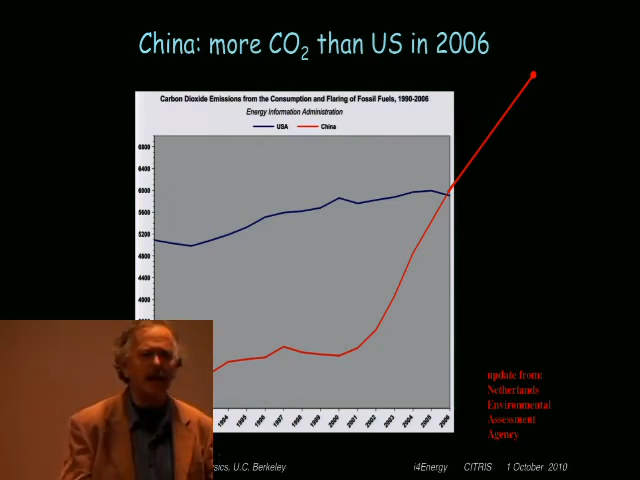 China: more CO2 than US in 2006
Carbon Dioxide Emissions from the Consumption and Flaring of Fossil Fuels, 1990-2006
Energy Information Administration
USA China
6800
6400
6000
5600
5200
4800
4400
4000
1994 1995 1996 1997 1998 1999 2000 2001 2002 2003 2004 2005 2006
update from:
Netherlands
Environmental
Assessment
Agency
sics, U.C. Berkeley i4Energy CITRIS 1 October 2010